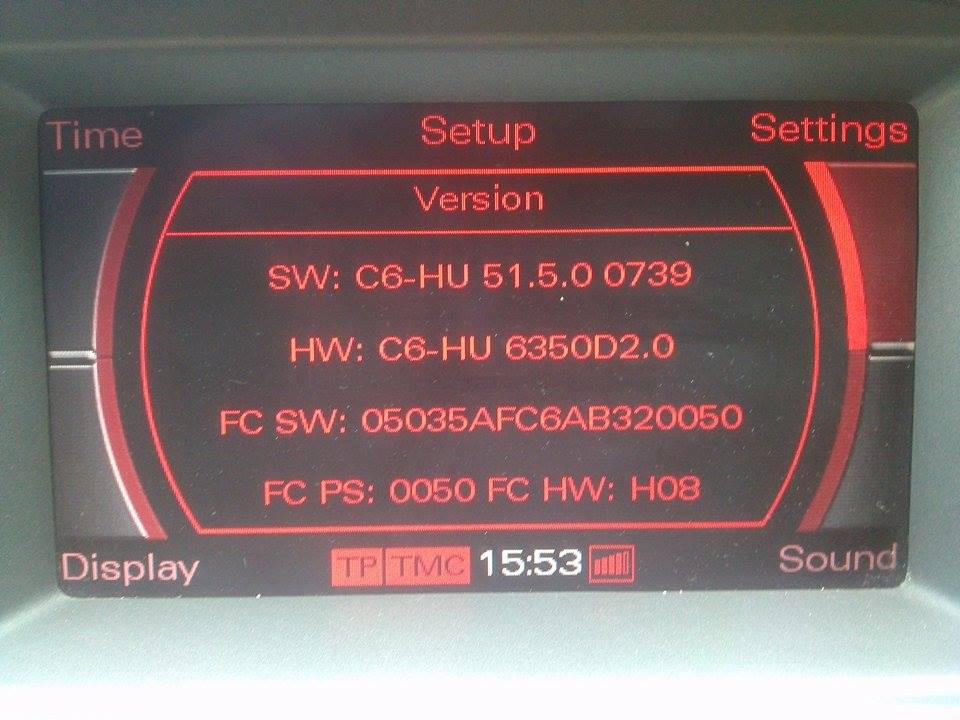 Time Setup Settings
Version
SW: C6-HU 51.5.0 0739
HW: C6-HU 6350D2.0
FC SW: 05035AFC6AB320050
FC PS: 0050 FC HW: H08
Display TP TMC 15:53 Sound